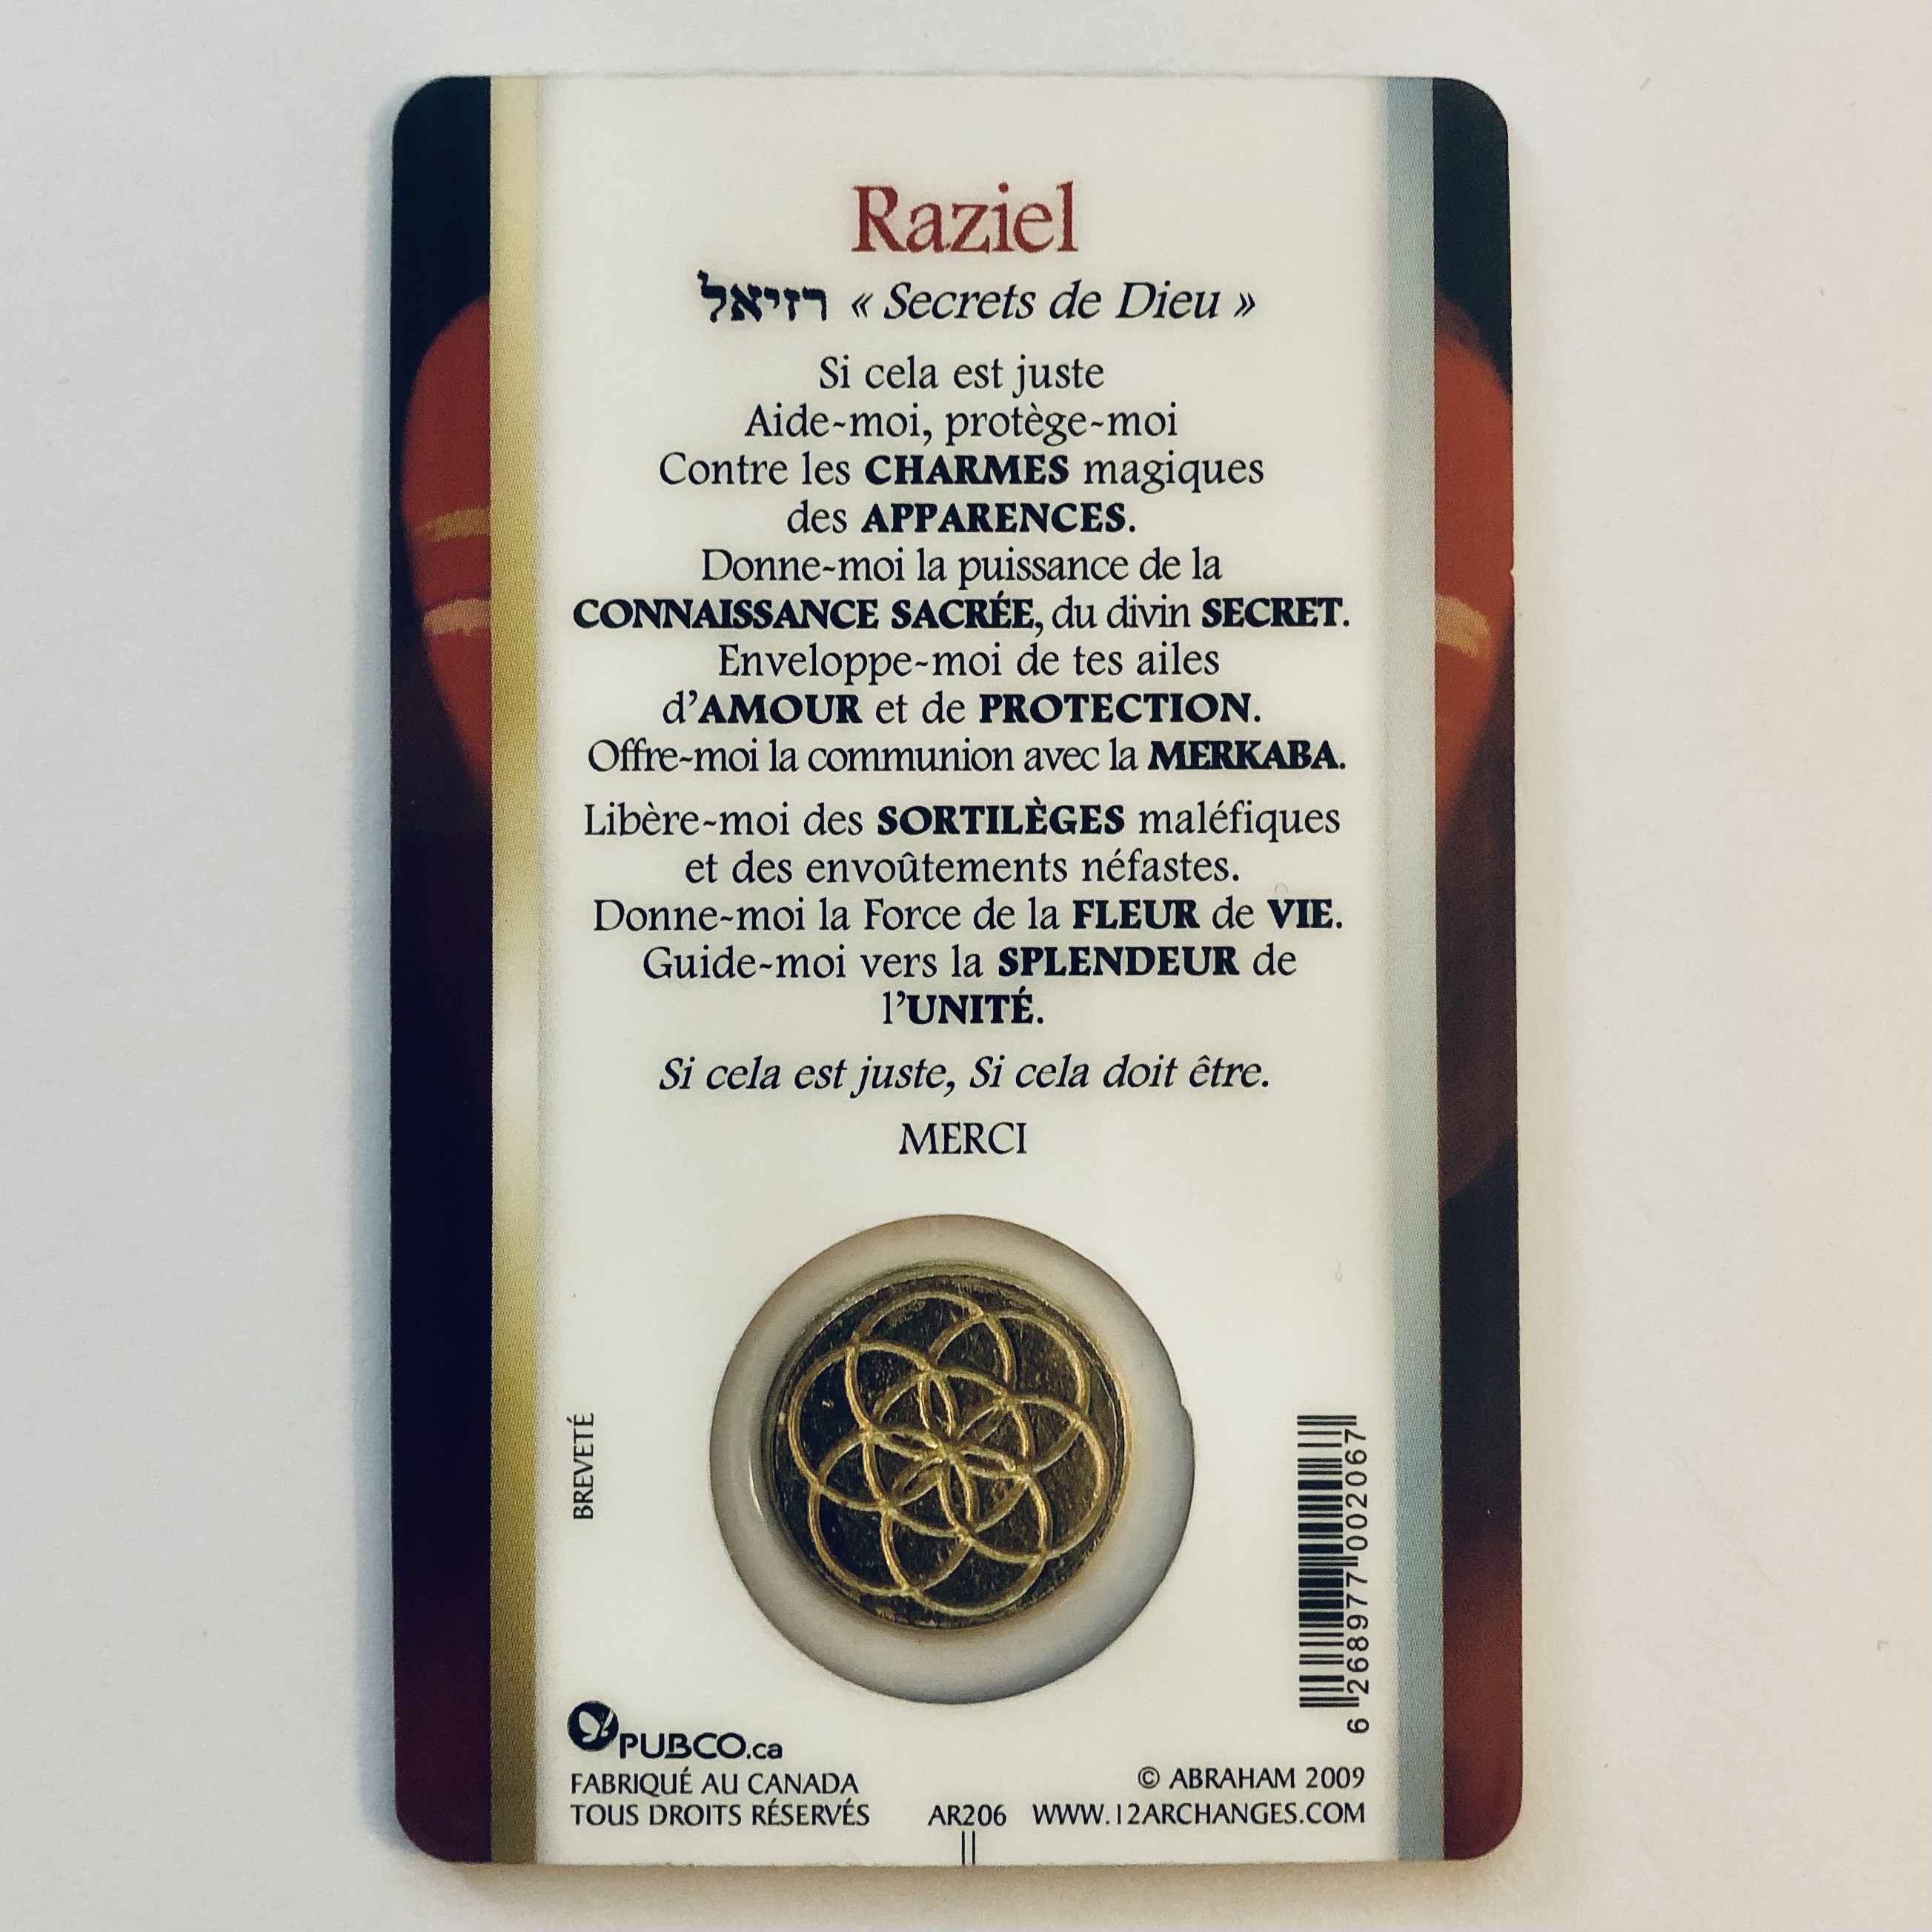 Raziel
רזיאל « Secrets de Dieu »
Si cela est juste
Aide-moi, protège-moi
Contre les CHARMES magiques
des APPARENCES.
Donne-moi la puissance de la
CONNAISSANCE SACRÉE, du divin SECRET.
Enveloppe-moi de tes ailes
d’AMOUR et de PROTECTION.
Offre-moi la communion avec la MERKABA.
Libère-moi des SORTILÈGES maléfiques
et des envoûtements néfastes.
Donne-moi la Force de la FLEUR de VIE.
Guide-moi vers la SPLENDEUR de
l’UNITÉ.
Si cela est juste, Si cela doit être.
MERCI
BREVETÉ
6 26897700206 7
PUBCO.ca
FABRIQUÉ AU CANADA
TOUS DROITS RÉSERVÉS
AR206
© ABRAHAM 2009
WWW.12ARCHANGES.COM